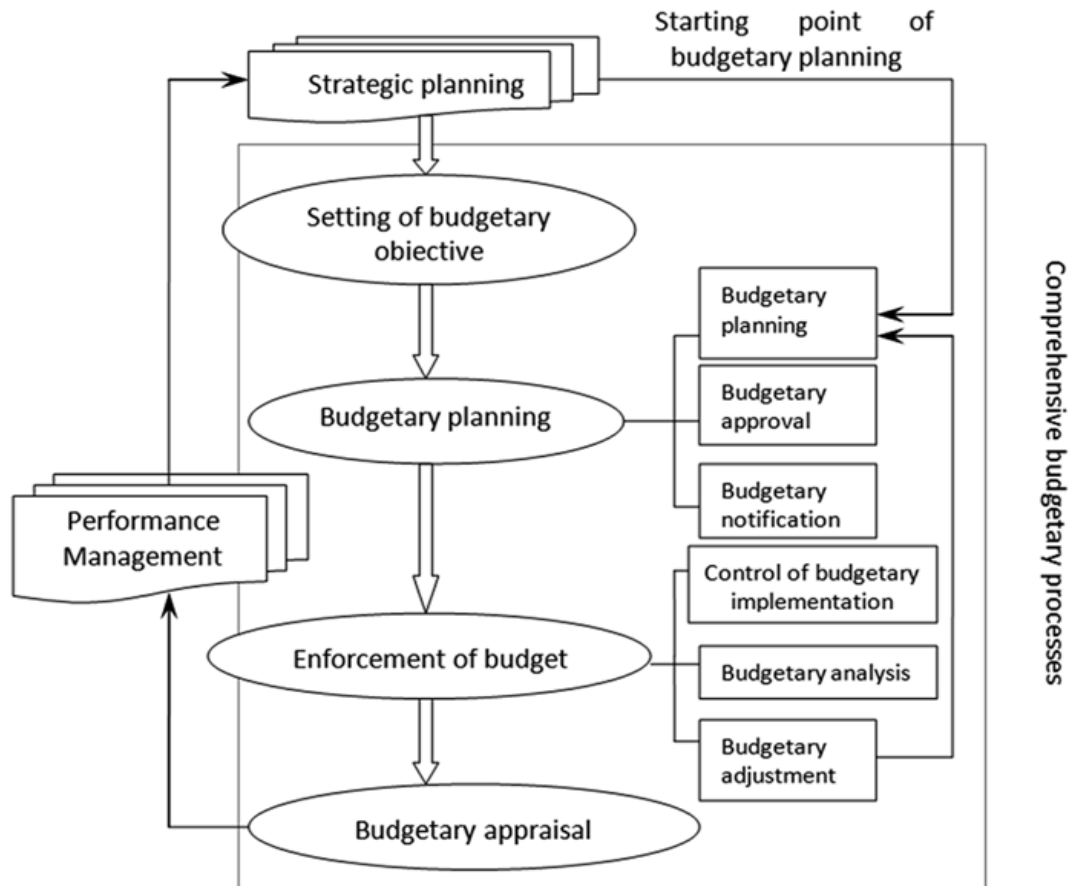 Starting point of
budgetary planning
Strategic planning
Setting of budgetary
obiective
Budgetary
planning
Budgetary planning
Budgetary
approval
Budgetary
notification
Performance
Management
Control of budgetary
implementation
Enforcement of budget
Budgetary analysis
Budgetary
adjustment
Budgetary appraisal
Comprehensive budgetary processes